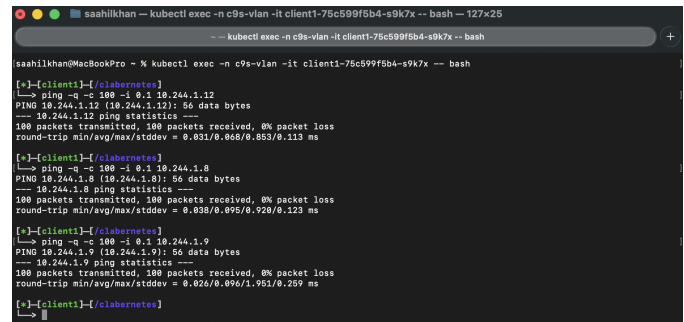 saahilkhan — kubectl exec -n c9s-vlan -it client1-75c599f5b4-s9k7x -- bash — 127×25
~ — kubectl exec -n c9s-vlan -it client1-75c599f5b4-s9k7x -- bash
+
[saahilkhan@MacBookPro ~ % kubectl exec -n c9s-vlan -it client1-75c599f5b4-s9k7x -- bash ]
[*]—[client1]—[/clabernetes]
[└──> ping -q -c 100 -i 0.1 10.244.1.12 ]
PING 10.244.1.12 (10.244.1.12): 56 data bytes
--- 10.244.1.12 ping statistics ---
100 packets transmitted, 100 packets received, 0% packet loss
round-trip min/avg/max/stddev = 0.031/0.068/0.853/0.113 ms
[*]—[client1]—[/clabernetes]
[└──> ping -q -c 100 -i 0.1 10.244.1.8 ]
PING 10.244.1.8 (10.244.1.8): 56 data bytes
--- 10.244.1.8 ping statistics ---
100 packets transmitted, 100 packets received, 0% packet loss
round-trip min/avg/max/stddev = 0.038/0.095/0.920/0.123 ms
[*]—[client1]—[/clabernetes]
[└──> ping -q -c 100 -i 0.1 10.244.1.9 ]
PING 10.244.1.9 (10.244.1.9): 56 data bytes
--- 10.244.1.9 ping statistics ---
100 packets transmitted, 100 packets received, 0% packet loss
round-trip min/avg/max/stddev = 0.026/0.096/1.951/0.259 ms
[*]—[client1]—[/clabernetes]
└──>